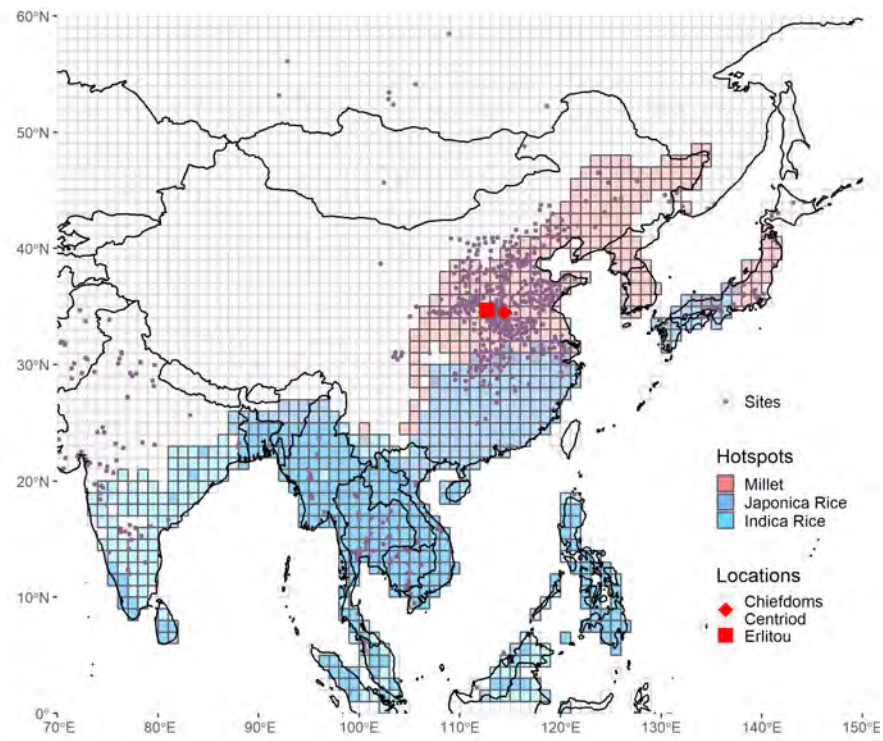 60°N
50°N
40°N
30°N
20°N
10°N
0°
70°E
80°E
90°E
100°E
110°E
120°E
130°E
140°E
150°E
Sites
Hotspots
Millet
Japonica Rice
Indica Rice
Locations
Chiefdoms
Centriod
Erlitou